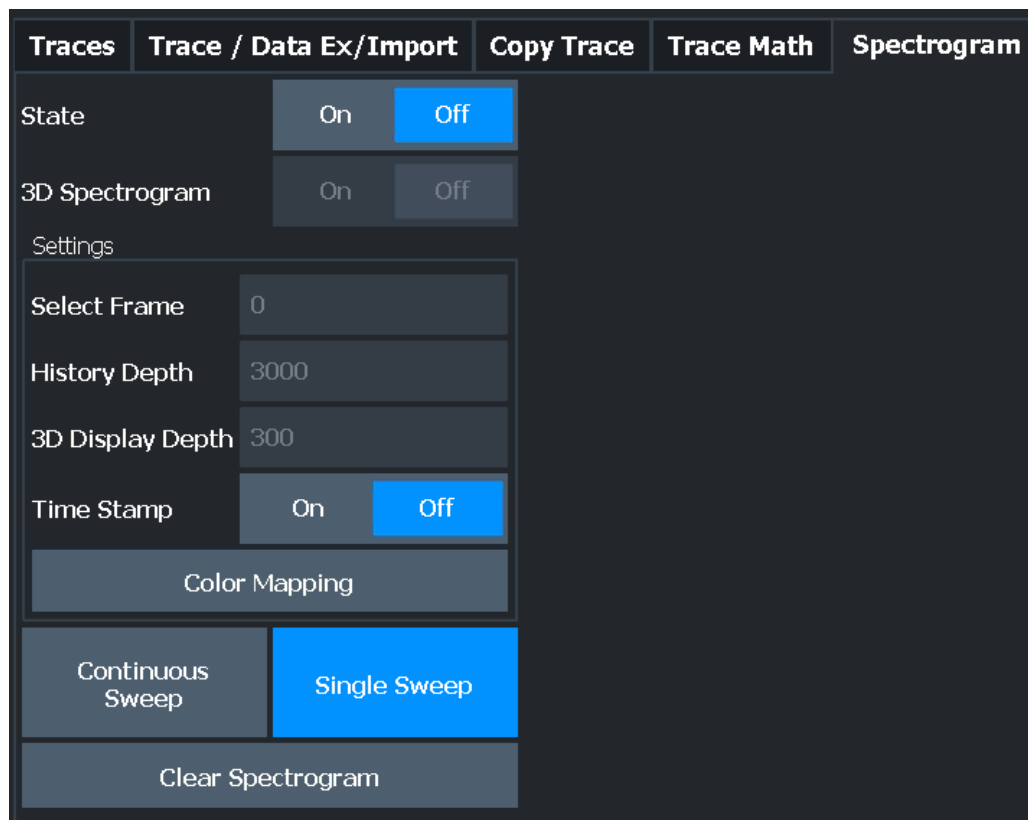 Traces Trace / Data Ex/Import Copy Trace Trace Math Spectrogram
State On Off
3D Spectrogram On Off
Settings
Select Frame 0
History Depth 3000
3D Display Depth 300
Time Stamp On Off
Color Mapping
Continuous
Sweep
Single Sweep
Clear Spectrogram